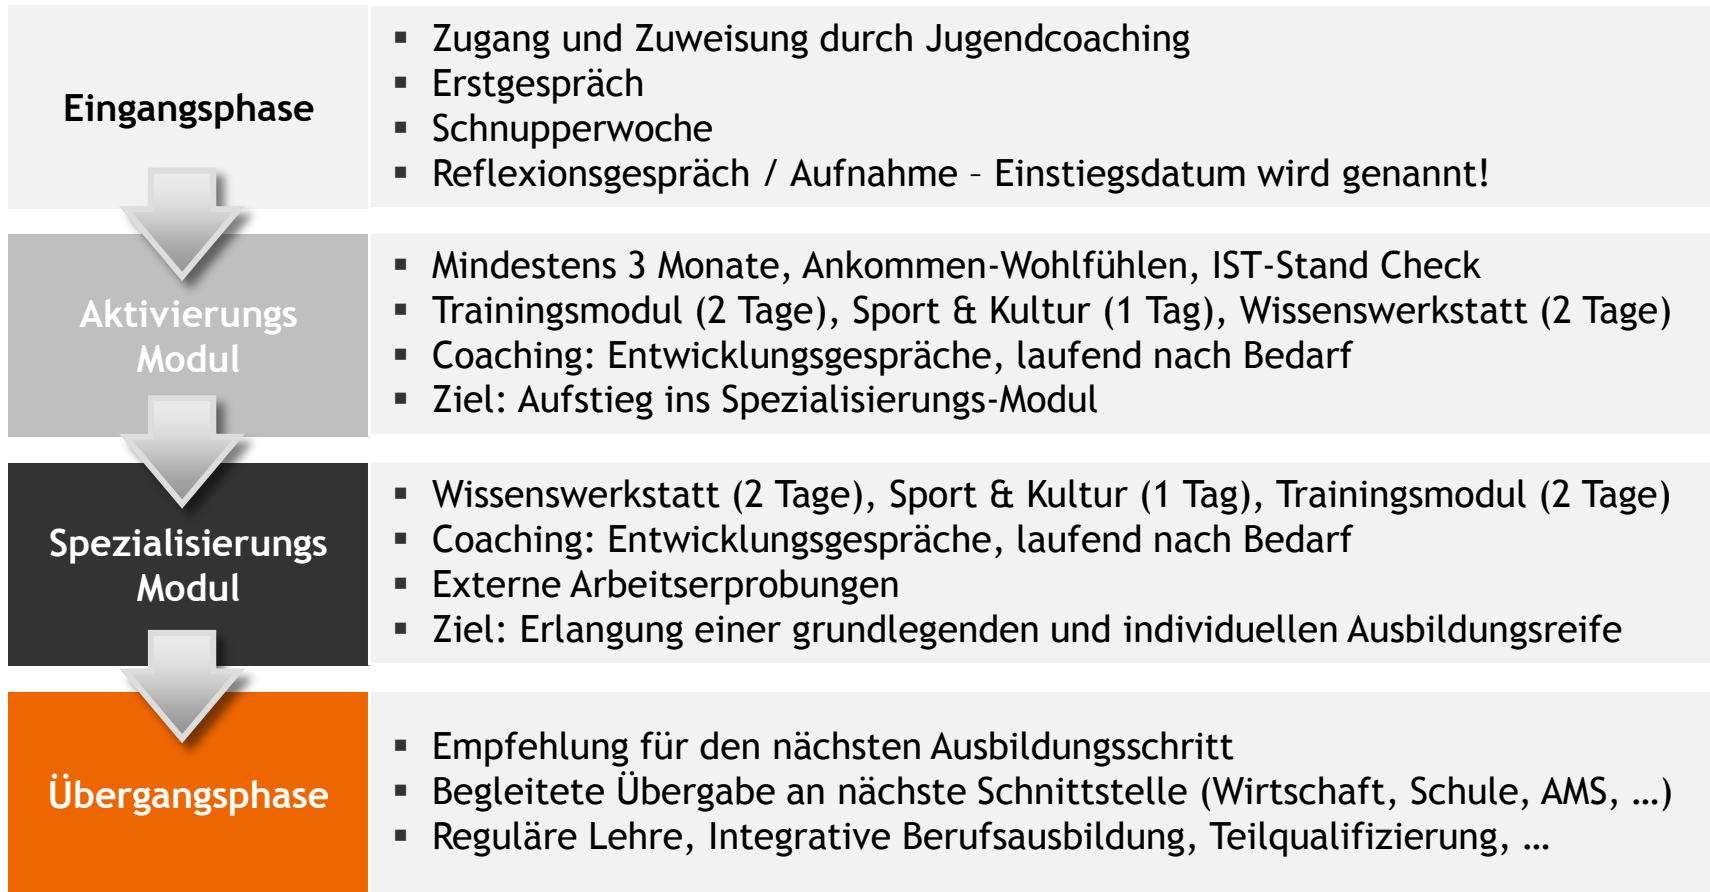 Eingangsphase
▪ Zugang und Zuweisung durch Jugendcoaching
▪ Erstgespräch
▪ Schnupperwoche
▪ Reflexionsgespräch / Aufnahme – Einstiegsdatum wird genannt!
Aktivierungs
Modul
▪ Mindestens 3 Monate, Ankommen-Wohlfühlen, IST-Stand Check
▪ Trainingsmodul (2 Tage), Sport & Kultur (1 Tag), Wissenswerkstatt (2 Tage)
▪ Coaching: Entwicklungsgespräche, laufend nach Bedarf
▪ Ziel: Aufstieg ins Spezialisierungs-Modul
Spezialisierungs
Modul
▪ Wissenswerkstatt (2 Tage), Sport & Kultur (1 Tag), Trainingsmodul (2 Tage)
▪ Coaching: Entwicklungsgespräche, laufend nach Bedarf
▪ Externe Arbeitserprobungen
▪ Ziel: Erlangung einer grundlegenden und individuellen Ausbildungsreife
Übergangsphase
▪ Empfehlung für den nächsten Ausbildungsschritt
▪ Begleitete Übergabe an nächste Schnittstelle (Wirtschaft, Schule, AMS, …)
▪ Reguläre Lehre, Integrative Berufsausbildung, Teilqualifizierung, …